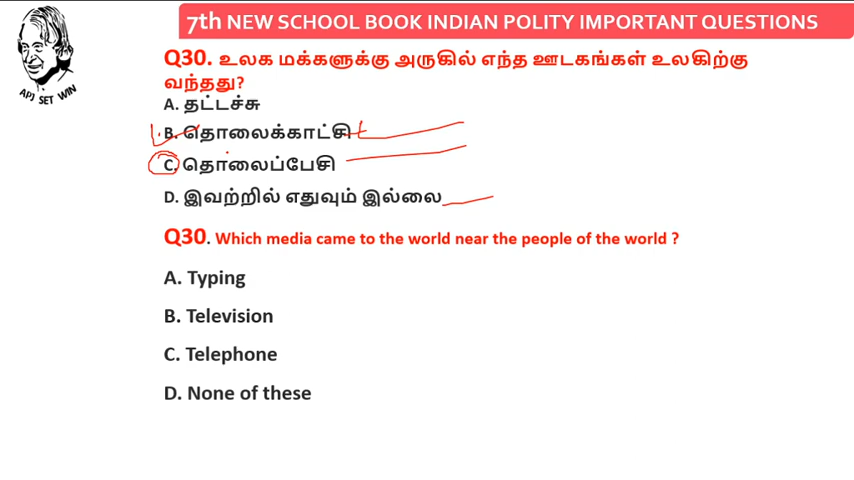 7th NEW SCHOOL BOOK INDIAN POLITY IMPORTANT QUESTIONS
APJ SET WIN
Q30. உலக மக்களுக்கு அருகில் எந்த ஊடகங்கள் உலகிற்கு
வந்தது?
A. தட்டச்சு
B. தொலைக்காட்சி
C. தொலைப்பேசி
D. இவற்றில் எதுவும் இல்லை
Q30. Which media came to the world near the people of the world ?
A. Typing
B. Television
C. Telephone
D. None of these